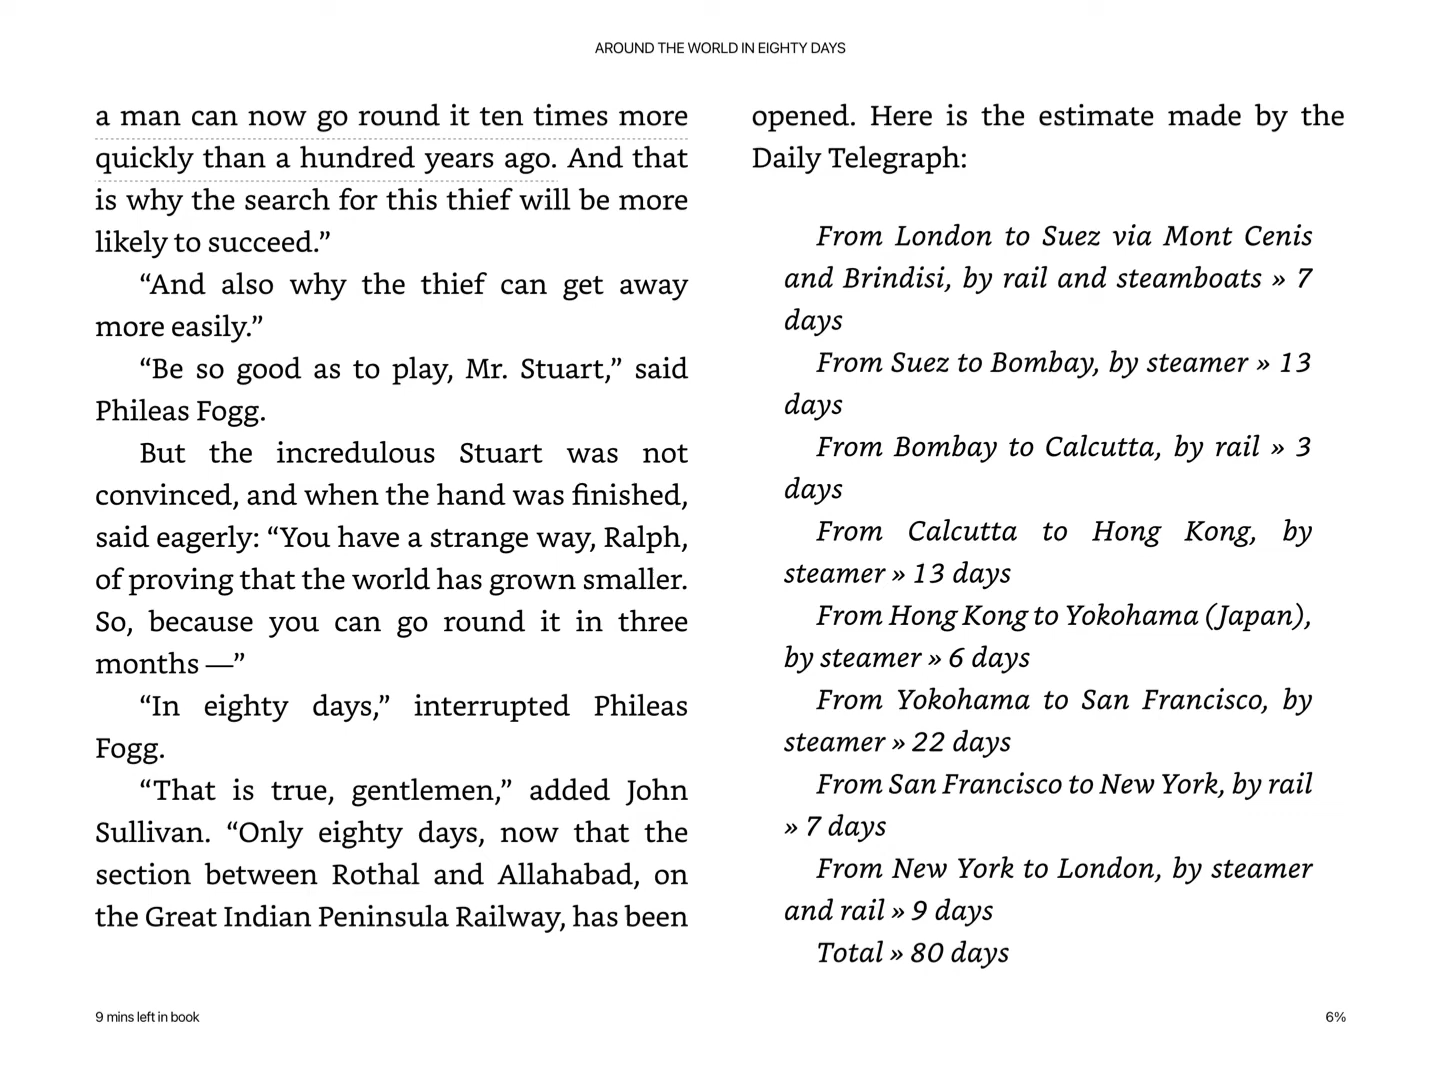 AROUND THE WORLD IN EIGHTY DAYS
a man can now go round it ten times more
quickly than a hundred years ago. And that
is why the search for this thief will be more
likely to succeed.”
“And also why the thief can get away
more easily.”
“Be so good as to play, Mr. Stuart,” said
Phileas Fogg.
But the incredulous Stuart was not
convinced, and when the hand was finished,
said eagerly: “You have a strange way, Ralph,
of proving that the world has grown smaller.
So, because you can go round it in three
months —”
“In eighty days,” interrupted Phileas
Fogg.
“That is true, gentlemen,” added John
Sullivan. “Only eighty days, now that the
section between Rothal and Allahabad, on
the Great Indian Peninsula Railway, has been
opened. Here is the estimate made by the
Daily Telegraph:
From London to Suez via Mont Cenis
and Brindisi, by rail and steamboats » 7
days
From Suez to Bombay, by steamer » 13
days
From Bombay to Calcutta, by rail » 3
days
From Calcutta to Hong Kong, by
steamer » 13 days
From Hong Kong to Yokohama (Japan),
by steamer » 6 days
From Yokohama to San Francisco, by
steamer » 22 days
From San Francisco to New York, by rail
» 7 days
From New York to London, by steamer
and rail » 9 days
Total » 80 days
9 mins left in book
6%